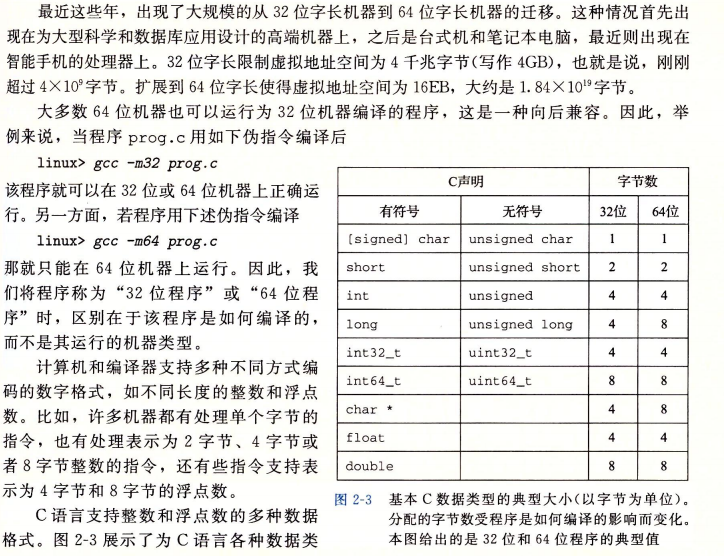 最近这些年，出现了大规模的从 32 位字长机器到 64 位字长机器的迁移。这种情况首先出
现在为大型科学和数据库应用设计的高端机器上，之后是台式机和笔记本电脑，最近则出现在
智能手机的处理器上。32 位字长限制虚拟地址空间为 4 千兆字节(写作 4GB)，也就是说，刚刚
超过 4×10⁹ 字节。扩展到 64 位字长使得虚拟地址空间为 16EB，大约是 1.84×10¹⁹ 字节。
大多数 64 位机器也可以运行为 32 位机器编译的程序，这是一种向后兼容。因此，举
例来说，当程序 prog.c 用如下伪指令编译后
linux> gcc -m32 prog.c
该程序就可以在 32 位或 64 位机器上正确运
行。另一方面，若程序用下述伪指令编译
linux> gcc -m64 prog.c
那就只能在 64 位机器上运行。因此，我
们将程序称为“32 位程序”或“64 位程
序”时，区别在于该程序是如何编译的，
而不是其运行的机器类型。
计算机和编译器支持多种不同方式编
码的数字格式，如不同长度的整数和浮点
数。比如，许多机器都有处理单个字节的
指令，也有处理表示为 2 字节、4 字节或
者 8 字节整数的指令，还有些指令支持表
示为 4 字节和 8 字节的浮点数。
C 语言支持整数和浮点数的多种数据
格式。图 2-3 展示了为 C 语言各种数据类
C声明 字节数
有符号 无符号 32位 64位
[signed] char unsigned char 1 1
short unsigned short 2 2
int unsigned 4 4
long unsigned long 4 8
int32_t uint32_t 4 4
int64_t uint64_t 8 8
char * 4 8
float 4 4
double 8 8
图 2-3 基本 C 数据类型的典型大小(以字节为单位)。
分配的字节数受程序是如何编译的影响而变化。
本图给出的是 32 位和 64 位程序的典型值